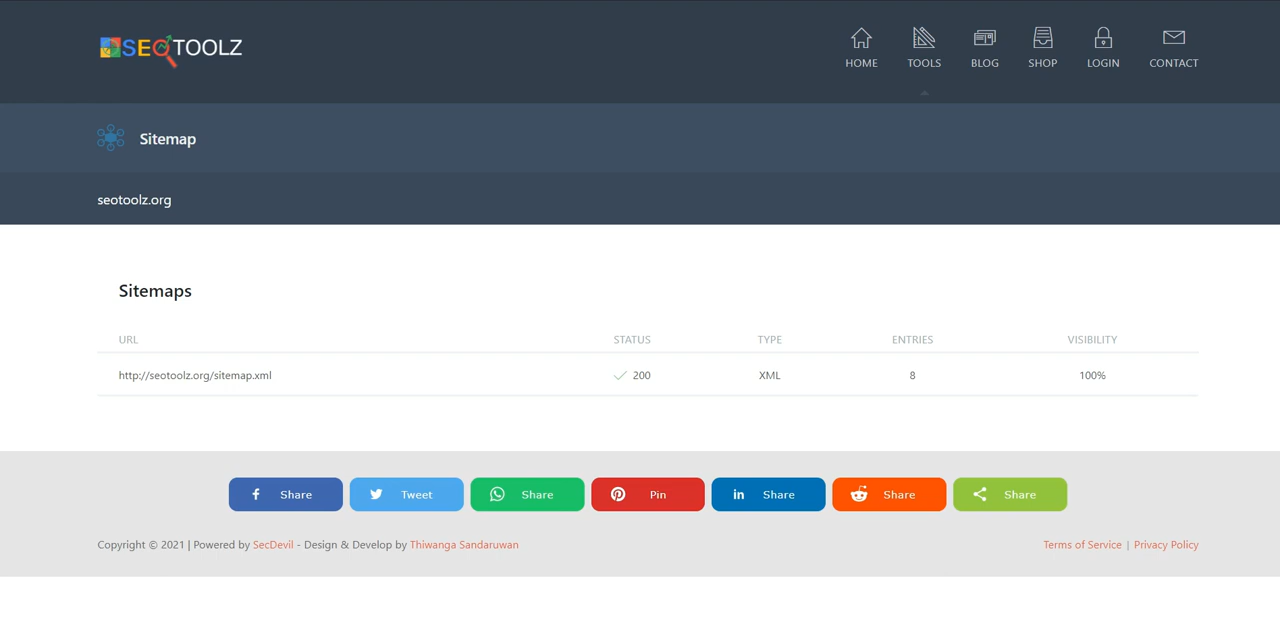 SEOTOOLZ
HOME TOOLS BLOG SHOP LOGIN CONTACT
Sitemap
seotoolz.org
Sitemaps
URL STATUS TYPE ENTRIES VISIBILITY
http://seotoolz.org/sitemap.xml 200 XML 8 100%
Share Tweet Share Pin Share Share Share
Copyright © 2021 | Powered by SecDevil - Design & Develop by Thiwanga Sandaruwan Terms of Service | Privacy Policy